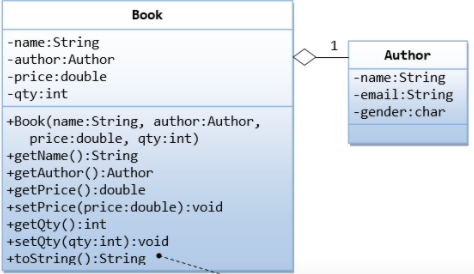 Book
-name:String
-author:Author
-price:double
-qty:int
+Book(name:String, author:Author,
price:double, qty:int)
+getName():String
+getAuthor():Author
+getPrice():double
+setPrice(price:double):void
+getQty():int
+setQty(qty:int):void
+toString():String
1
Author
-name:String
-email:String
-gender:char